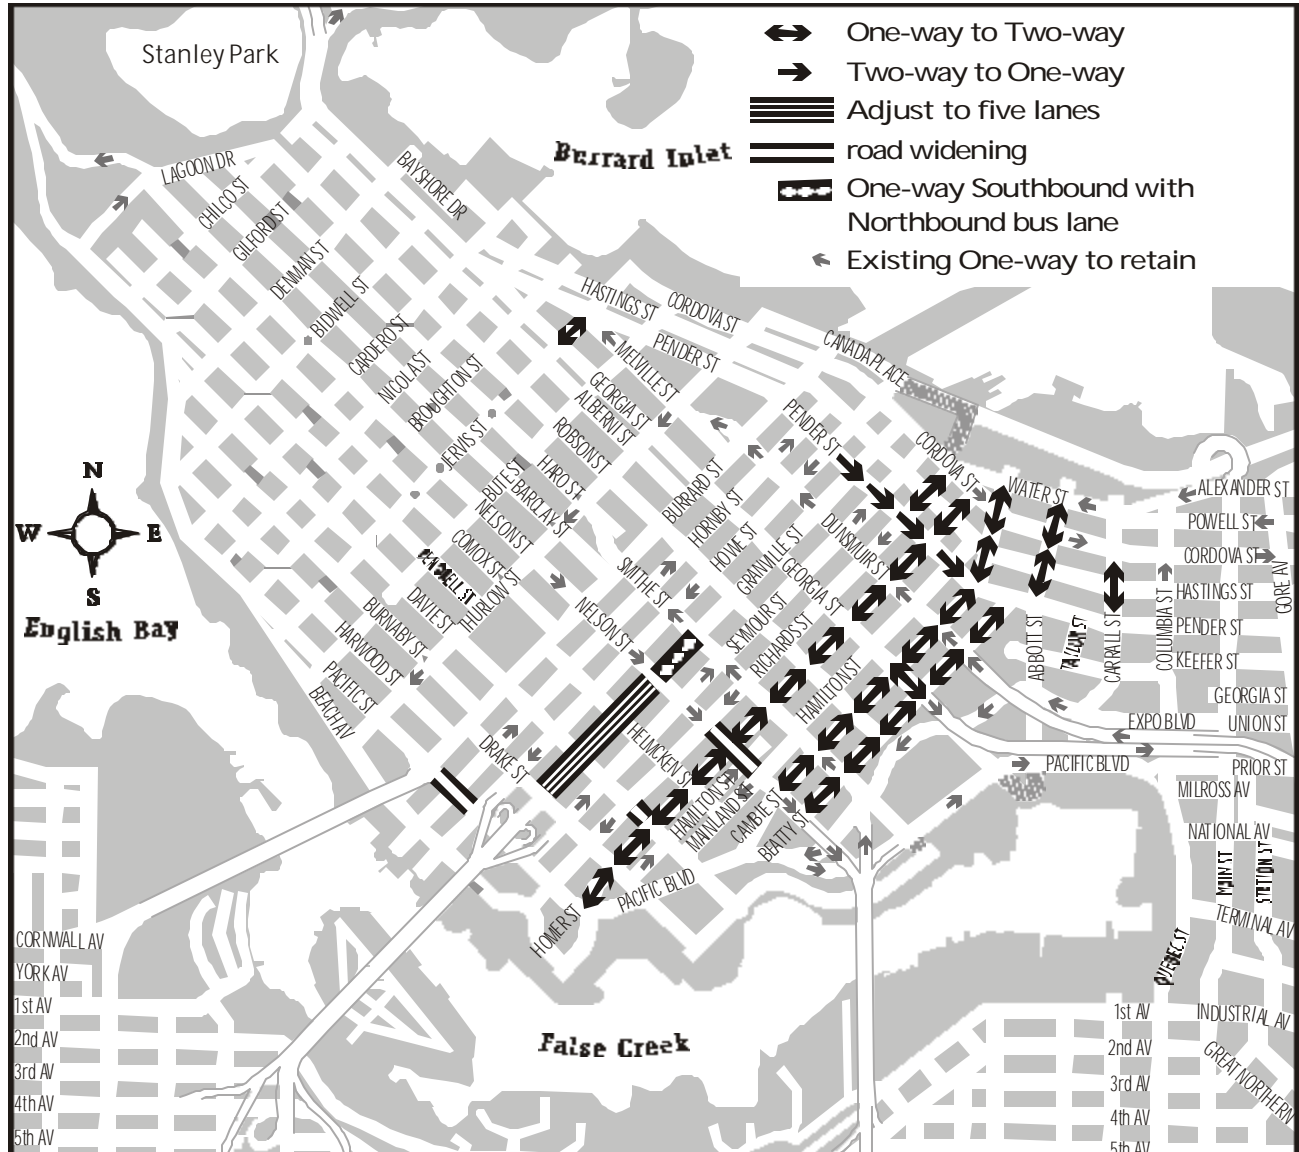 Stanley Park
One-way to Two-way
Two-way to One-way
Adjust to five lanes
road widening
One-way Southbound with
Northbound bus lane
Existing One-way to retain
Burrard Inlet
LAGOON DR
CHILCO ST
GILFORD ST
DENMAN ST
BIDWELL ST
CARDERO ST
NICOLA ST
BROUGHTON ST
JERVIS ST
BUTE ST
BAYSHORE DR
HASTINGS ST
CORDOVA ST
PENDER ST
MELVILLE ST
GEORGIA ST
ALBERNI ST
ROBSON ST
HARO ST
BARCLAY ST
NELSON ST
COMOX ST
THURLOW ST
DAVIE ST
BURNABY ST
HARWOOD ST
PACIFIC ST
BEACH AV
CANADA PLACE
PENDER ST
CORDOVA ST
WATER ST
ALEXANDER ST
POWELL ST
CORDOVA ST
HASTINGS ST
PENDER ST
KEEFER ST
GEORGIA ST
UNION ST
PRIOR ST
MILROSS AV
NATIONAL AV
GORE AV
COLUMBIA ST
CARRALL ST
ABBOTT ST
EXPO BLVD
PACIFIC BLVD
BURRARD ST
HORNBY ST
HOWE ST
GRANVILLE ST
GEORGIA ST
DUNSMUIR ST
SMITHE ST
NELSON ST
SEYMOUR ST
RICHARDS ST
HAMILTON ST
HELMCKEN ST
DRAKE ST
HAMILTON ST
MAINLAND ST
CAMBIE ST
BEATTY ST
PACIFIC BLVD
HOMER ST
N
W
E
S
English Bay
False Creek
MAIN ST
STATION ST
TERMINAL AV
QUEBEC ST
INDUSTRIAL AV
GREAT NORTHERN
CORNWALL AV
YORK AV
1st AV
2nd AV
3rd AV
4th AV
5th AV
1st AV
2nd AV
3rd AV
4th AV
5th AV